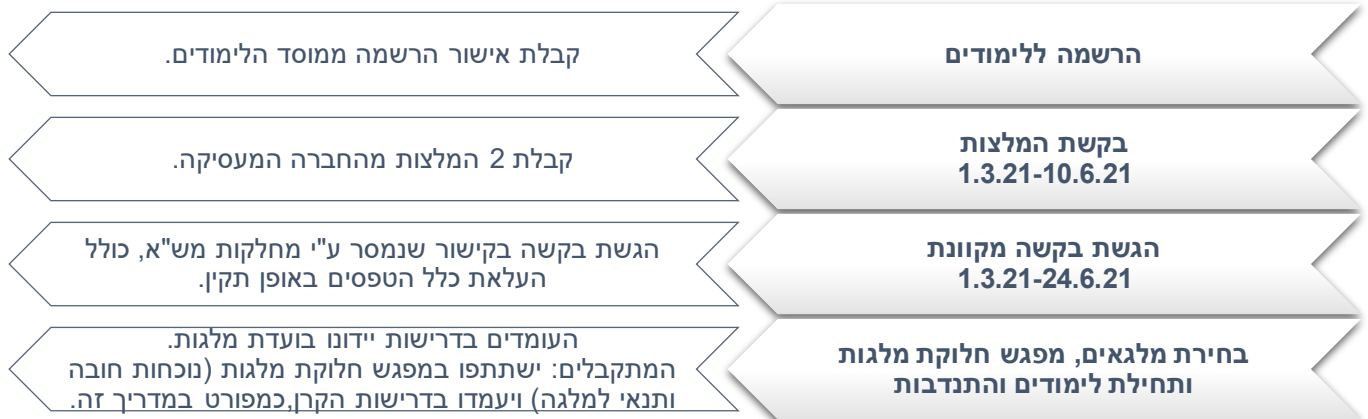 הרשמה ללימודים
קבלת אישור הרשמה ממוסד הלימודים.
בקשת המלצות
1.3.21-10.6.21
קבלת 2 המלצות מהחברה המעסיקה.
הגשת בקשה מקוונת
1.3.21-24.6.21
הגשת בקשה בקישור שנמסר ע"י מחלקות מש"א, כולל
העלאת כלל הטפסים באופן תקין.
בחירת מלגאים, מפגש חלוקת מלגות
ותחילת לימודים והתנדבות
העומדים בדרישות יידונו בועדת מלגות.
המתקבלים: ישתתפו במפגש חלוקת מלגות (נוכחות חובה
ותנאי למלגה) ויעמדו בדרישות הקרן,כמפורט במדריך זה.